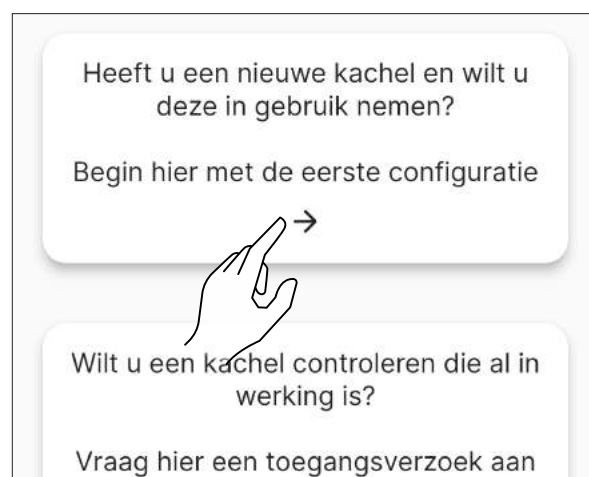 Heeft u een nieuwe kachel en wilt u
deze in gebruik nemen?
Begin hier met de eerste configuratie
Wilt u een kachel controleren die al in
werking is?
Vraag hier een toegangsverzoek aan